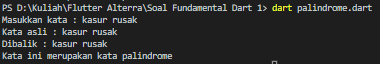 PS D:\Kuliah\Flutter Alterra\Soal Fundamental Dart 1> dart palindrome.dart
Masukkan kata : kasur rusak
Kata asli : kasur rusak
Dibalik : kasur rusak
Kata ini merupakan kata palindrome